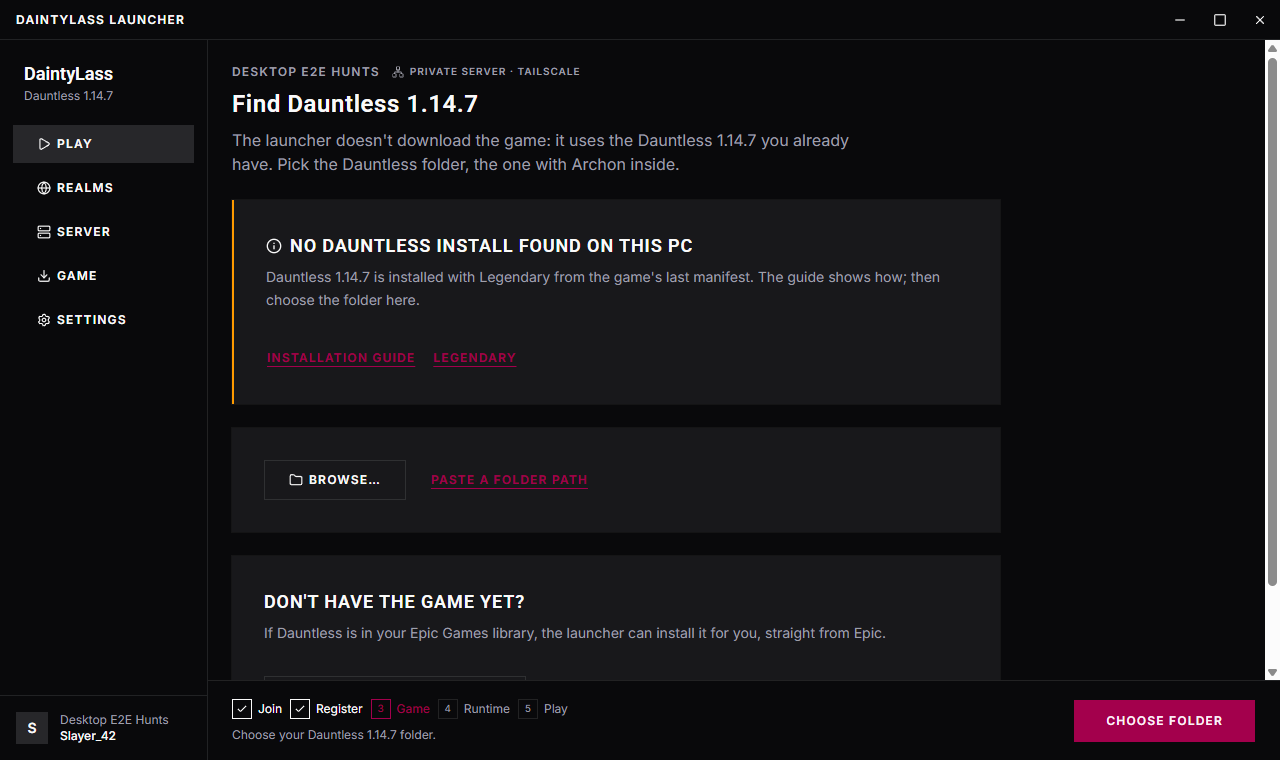 DAINTYLASS LAUNCHER
DaintyLass
Dauntless 1.14.7
PLAY
REALMS
SERVER
GAME
SETTINGS
S
Desktop E2E Hunts
Slayer_42
DESKTOP E2E HUNTS
PRIVATE SERVER · TAILSCALE
Find Dauntless 1.14.7
The launcher doesn't download the game: it uses the Dauntless 1.14.7 you already
have. Pick the Dauntless folder, the one with Archon inside.
NO DAUNTLESS INSTALL FOUND ON THIS PC
Dauntless 1.14.7 is installed with Legendary from the game's last manifest. The guide shows how; then
choose the folder here.
INSTALLATION GUIDE LEGENDARY
BROWSE... PASTE A FOLDER PATH
DON'T HAVE THE GAME YET?
If Dauntless is in your Epic Games library, the launcher can install it for you, straight from Epic.
Join Register 3 Game 4 Runtime 5 Play
Choose your Dauntless 1.14.7 folder.
CHOOSE FOLDER